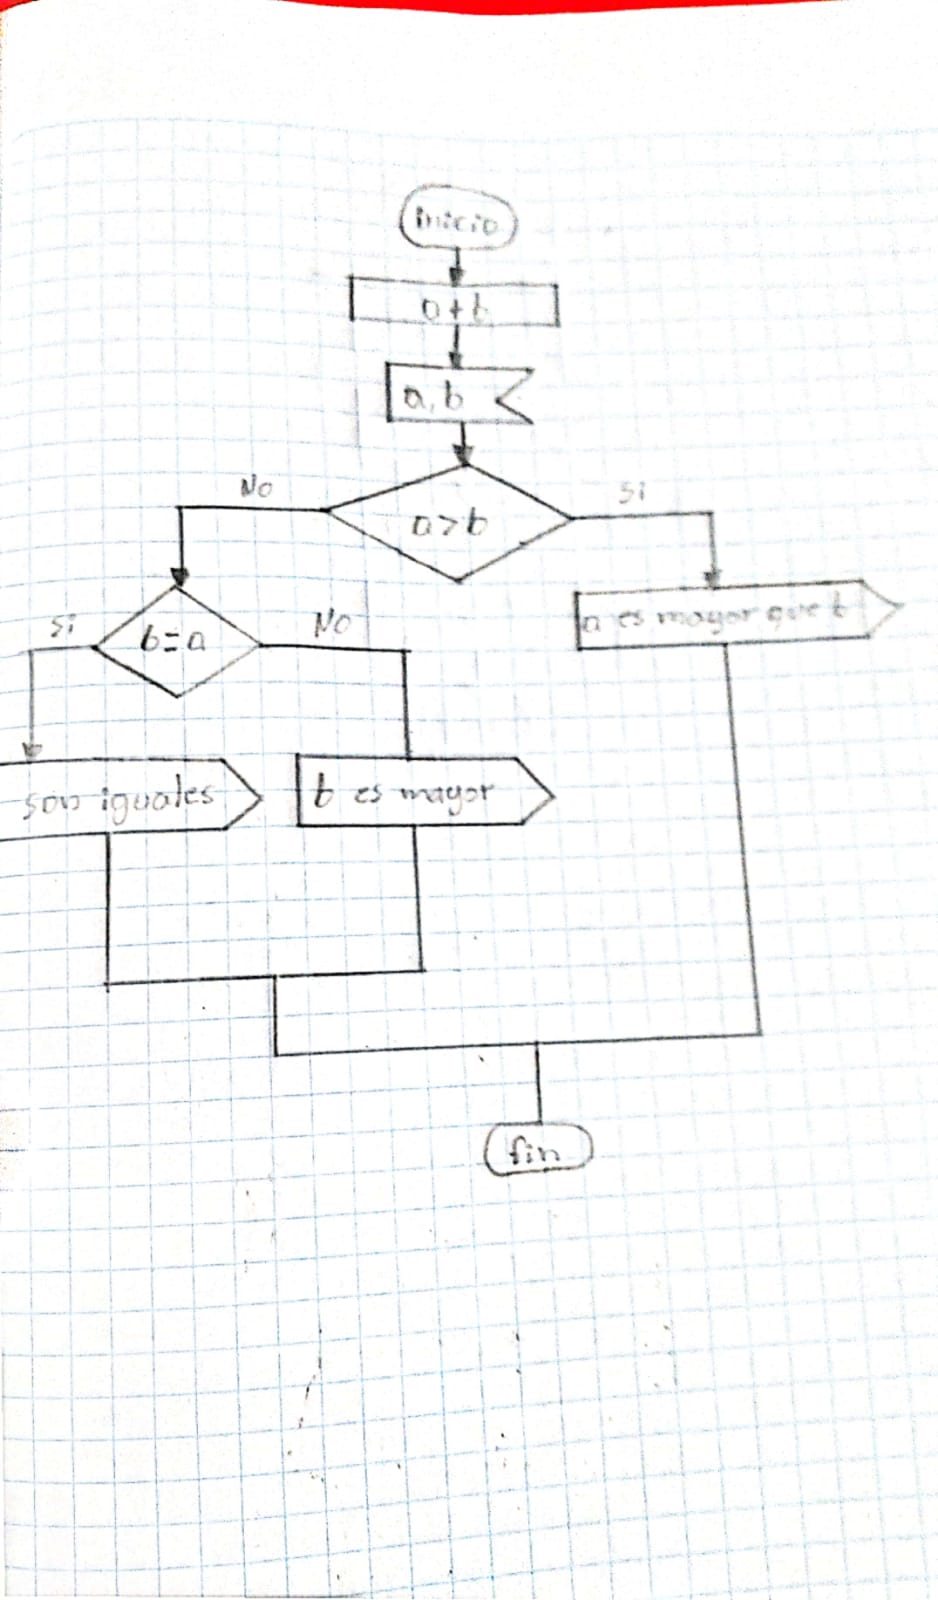 inicio
a+b
a,b
No
Si
a>b
a es mayor que b
Si
No
b=a
son iguales
b es mayor
fin